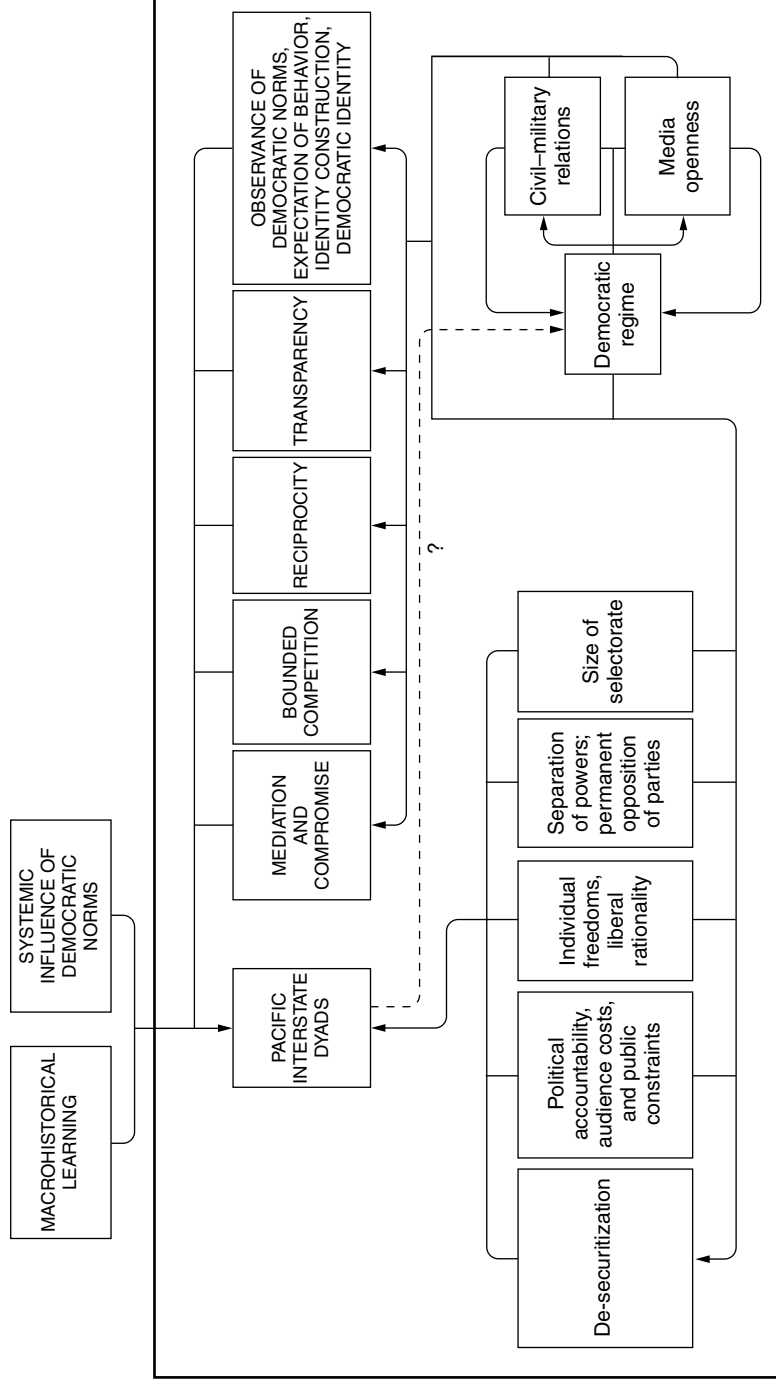 MACROHISTORICAL
LEARNING
SYSTEMIC
INFLUENCE OF
DEMOCRATIC
NORMS
PACIFIC
INTERSTATE
DYADS
MEDIATION
AND
COMPROMISE
BOUNDED
COMPETITION
RECIPROCITY
TRANSPARENCY
OBSERVANCE OF
DEMOCRATIC NORMS,
EXPECTATION OF BEHAVIOR,
IDENTITY CONSTRUCTION,
DEMOCRATIC IDENTITY
?
De-securitization
Political
accountability,
audience costs,
and public
constraints
Individual
freedoms,
liberal
rationality
Separation
of powers;
permanent
opposition
of parties
Size of
selectorate
Democratic
regime
Civil–military
relations
Media
openness